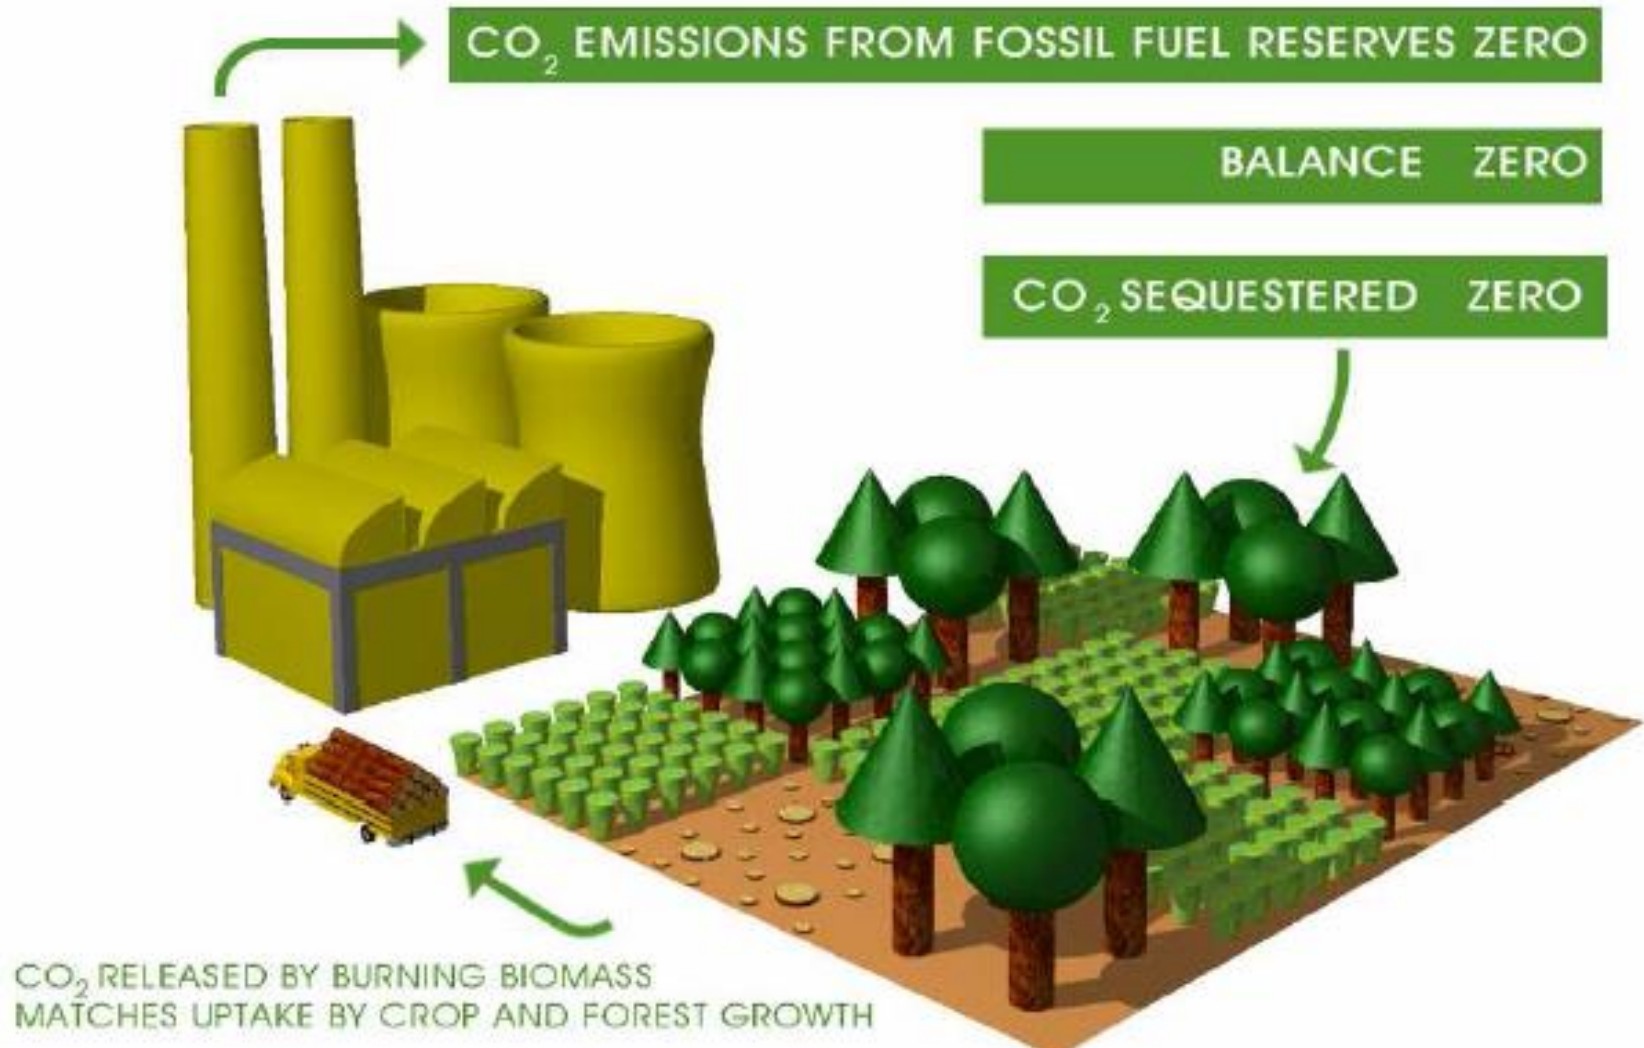 CO₂ EMISSIONS FROM FOSSIL FUEL RESERVES ZERO
BALANCE ZERO
CO₂ SEQUESTERED ZERO
CO₂ RELEASED BY BURNING BIOMASS
MATCHES UPTAKE BY CROP AND FOREST GROWTH